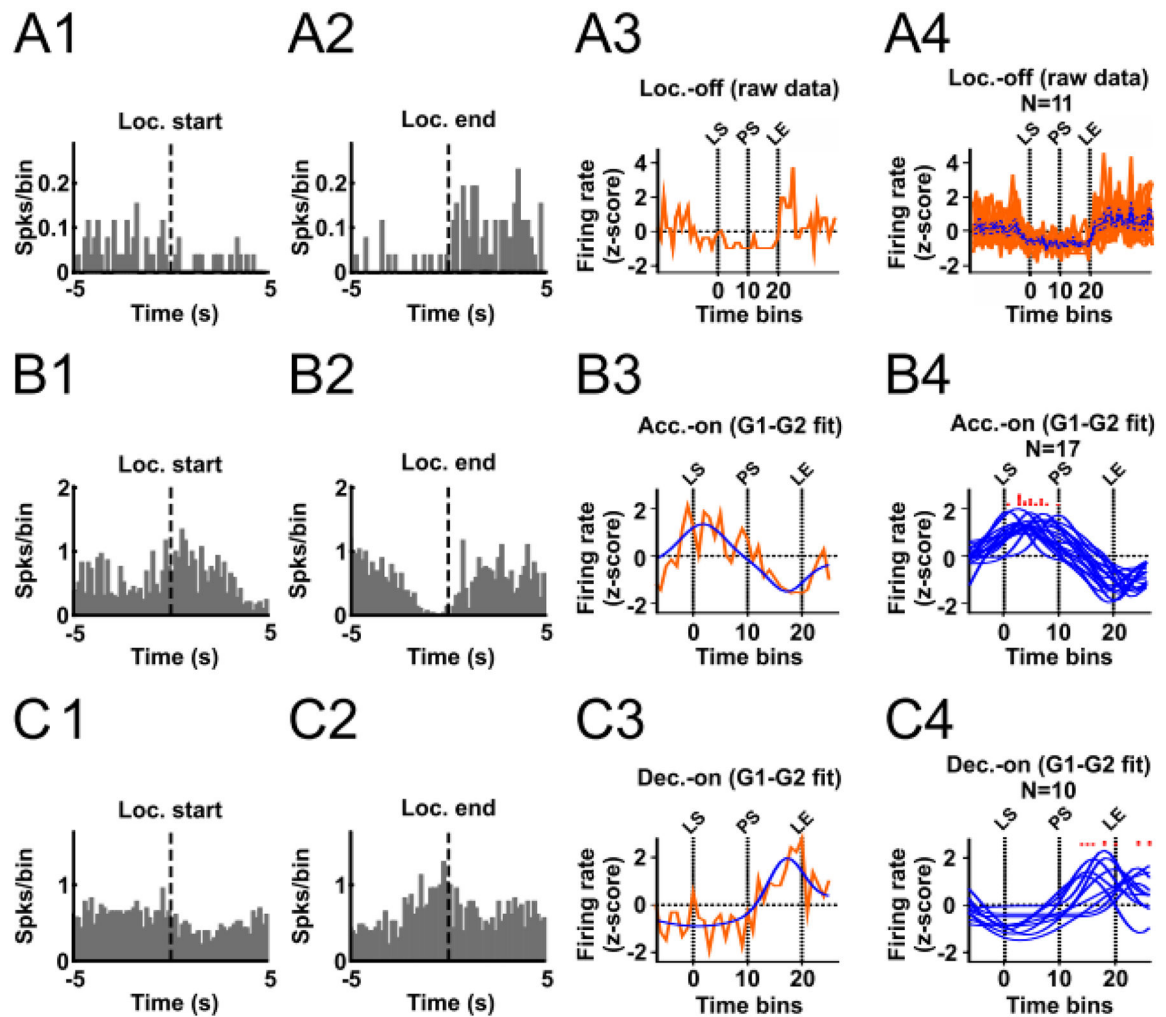 A1
A2
A3
A4
Loc. start
Loc. end
Loc.-off (raw data)
Loc.-off (raw data)
N=11
LS
PS
LE
LS
PS
LE
Spks/bin
0.2
0.1
0
-5
5
Time (s)
Spks/bin
0.2
0.1
0
-5
5
Time (s)
Firing rate
(z-score)
4
2
0
-2
0
10
20
Time bins
Firing rate
(z-score)
4
2
0
-2
0
10
20
Time bins
B1
B2
B3
B4
Loc. start
Loc. end
Acc.-on (G1-G2 fit)
Acc.-on (G1-G2 fit)
N=17
LS
PS
LE
LS
PS
LE
Spks/bin
2
1
0
-5
5
Time (s)
Spks/bin
2
1
0
-5
5
Time (s)
Firing rate
(z-score)
2
0
-2
0
10
20
Time bins
Firing rate
(z-score)
2
0
-2
0
10
20
Time bins
C1
C2
C3
C4
Loc. start
Loc. end
Dec.-on (G1-G2 fit)
Dec.-on (G1-G2 fit)
N=10
LS
PS
LE
LS
PS
LE
Spks/bin
1
0
-5
5
Time (s)
Spks/bin
1
0
-5
5
Time (s)
Firing rate
(z-score)
2
0
-2
0
10
20
Time bins
Firing rate
(z-score)
2
0
-2
0
10
20
Time bins